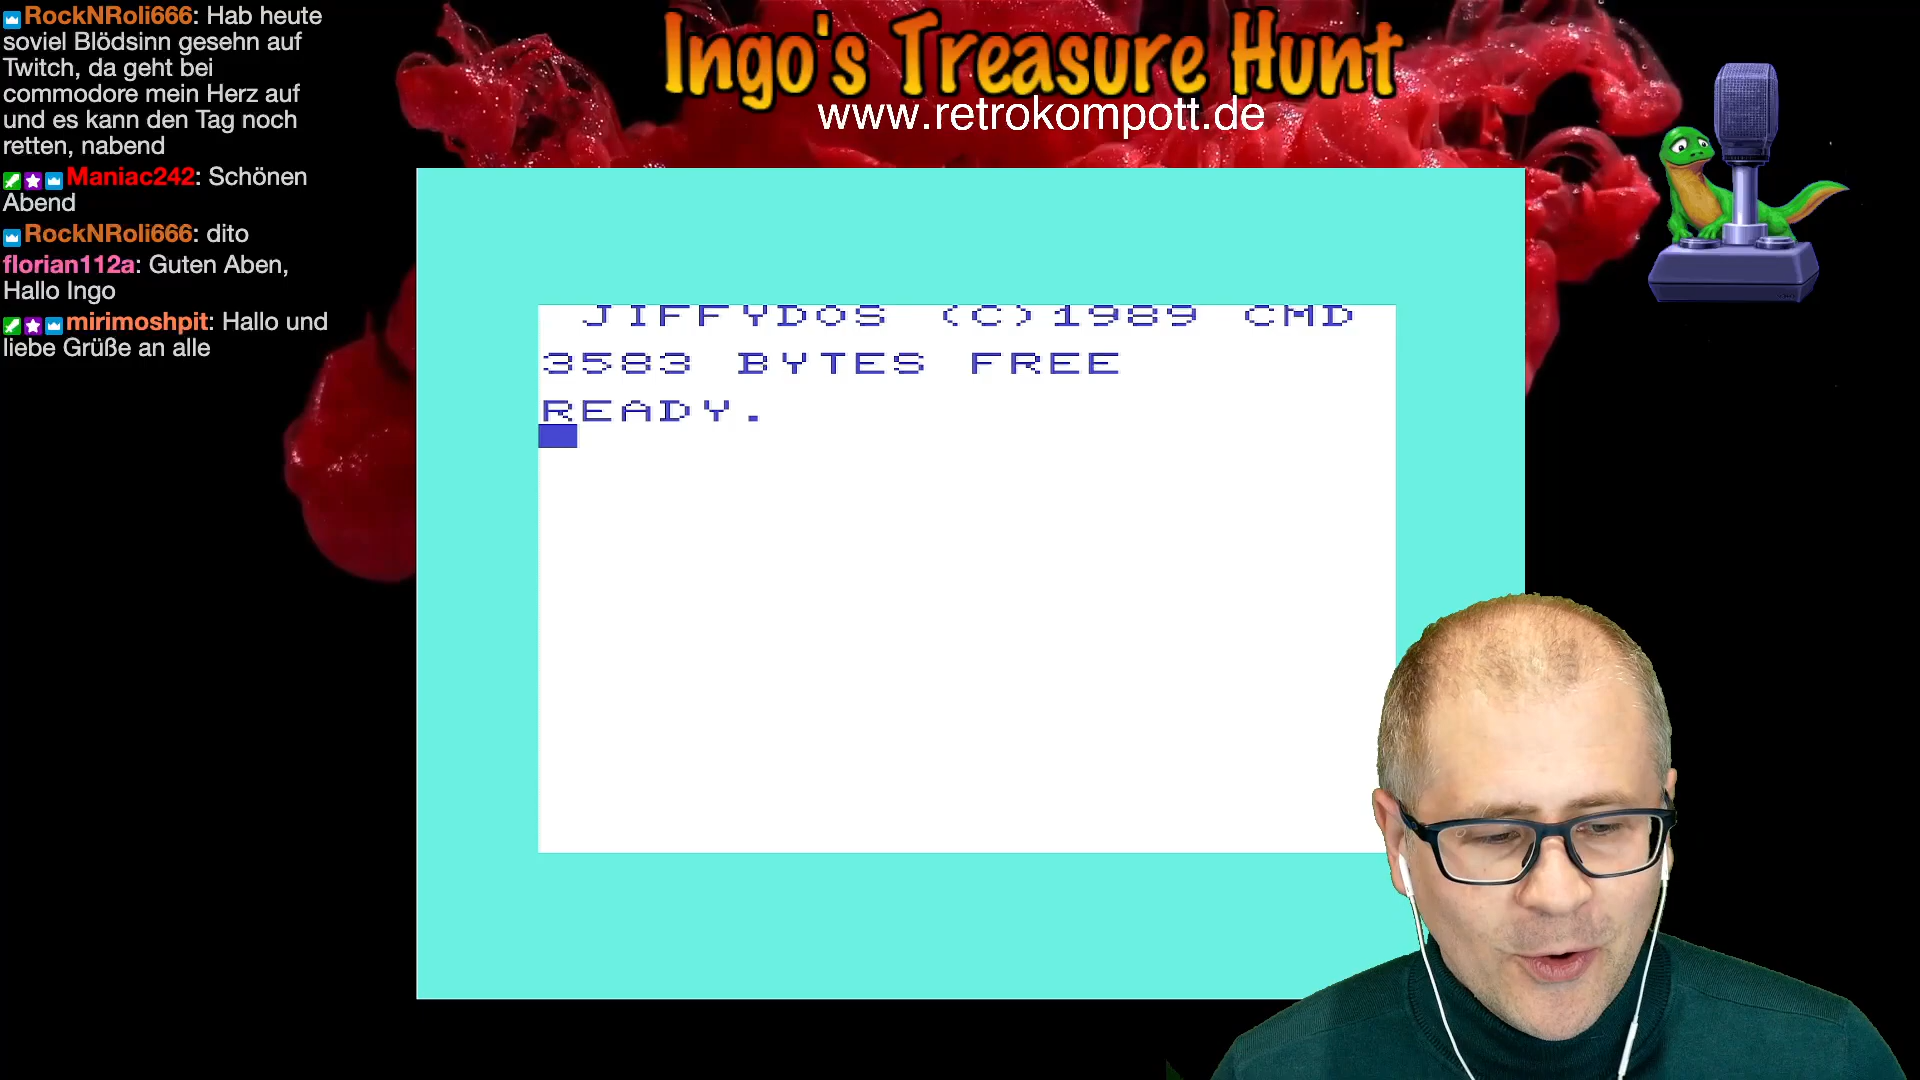 RockNRoli666: Hab heute
soviel Blödsinn gesehn auf
Twitch, da geht bei
commodore mein Herz auf
und es kann den Tag noch
retten, nabend
Maniac242: Schönen
Abend
RockNRoli666: dito
florian112a: Guten Aben,
Hallo Ingo
mirimoshpit: Hallo und
liebe Grüße an alle
Ingo's Treasure Hunt
www.retrokompott.de
JIFFYDOS (C)1989 CMD
3583 BYTES FREE
READY.